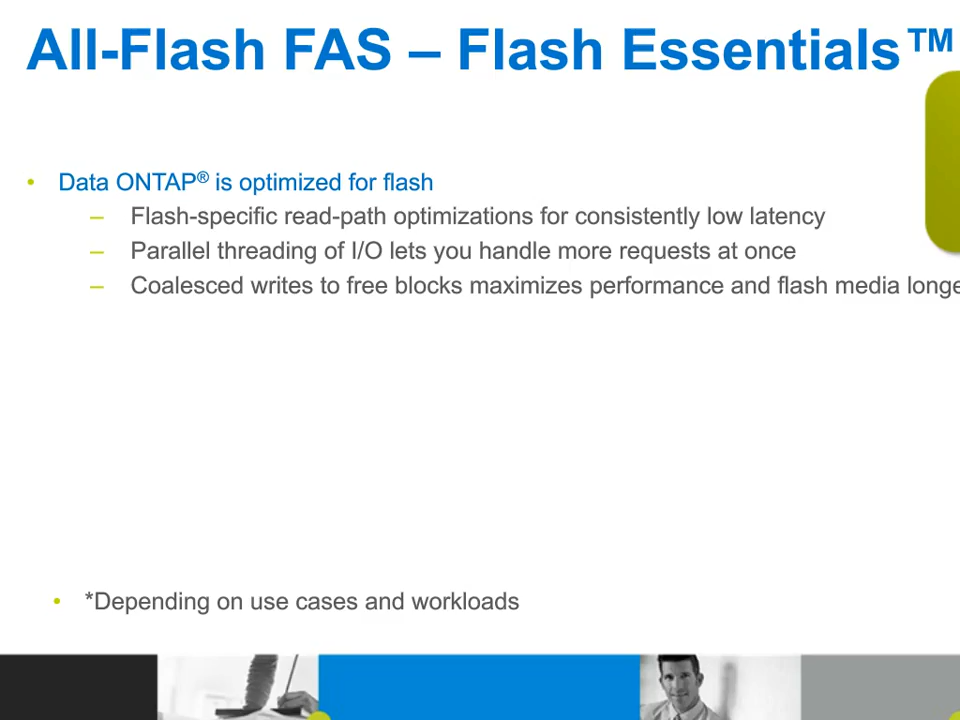 All-Flash FAS – Flash Essentials™
• Data ONTAP® is optimized for flash
– Flash-specific read-path optimizations for consistently low latency
– Parallel threading of I/O lets you handle more requests at once
– Coalesced writes to free blocks maximizes performance and flash media
• *Depending on use cases and workloads